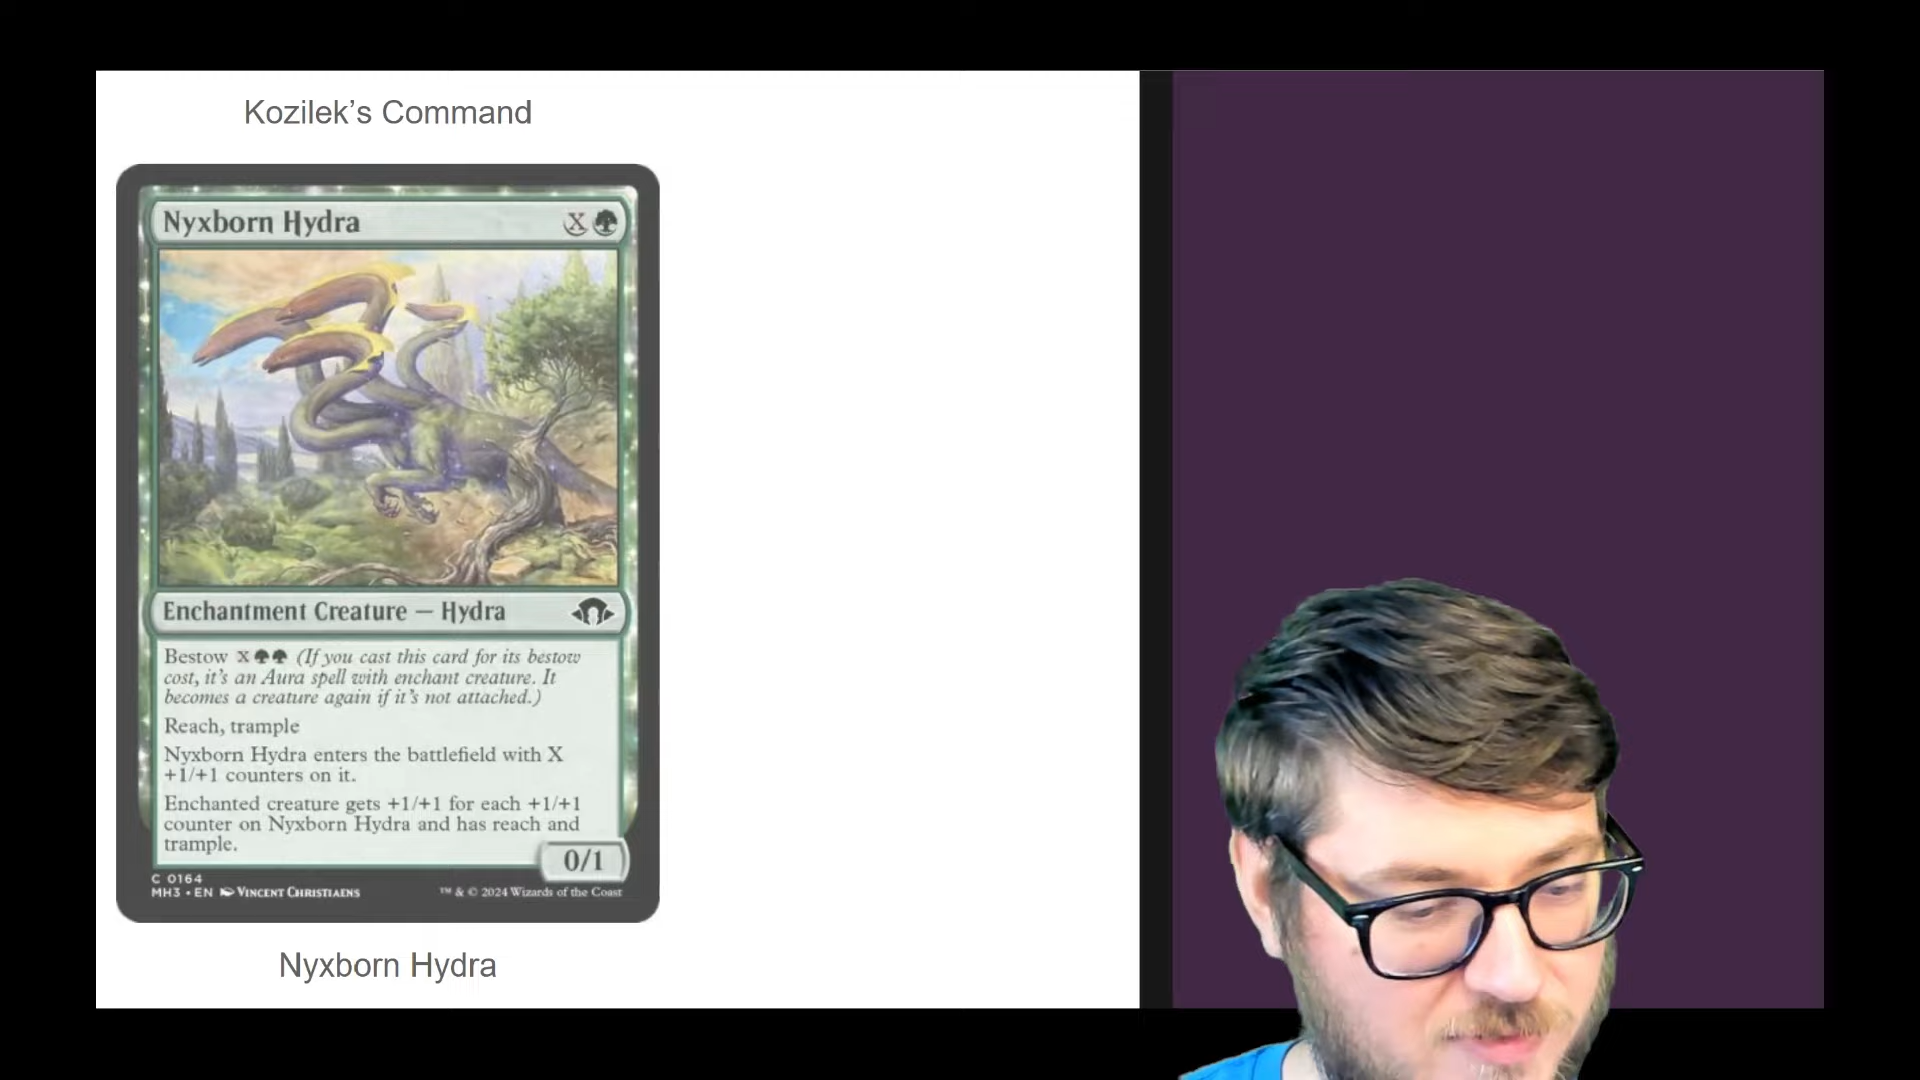 Kozilek’s Command
Nyxborn Hydra X
Enchantment Creature — Hydra
Bestow X (If you cast this card for its bestow
cost, it's an Aura spell with enchant creature. It
becomes a creature again if it's not attached.)
Reach, trample
Nyxborn Hydra enters the battlefield with X
+1/+1 counters on it.
Enchanted creature gets +1/+1 for each +1/+1
counter on Nyxborn Hydra and has reach and
trample.
0/1
C 0164
MH3 • EN VINCENT CHRISTIAENS ™ & © 2024 Wizards of the Coast
Nyxborn Hydra